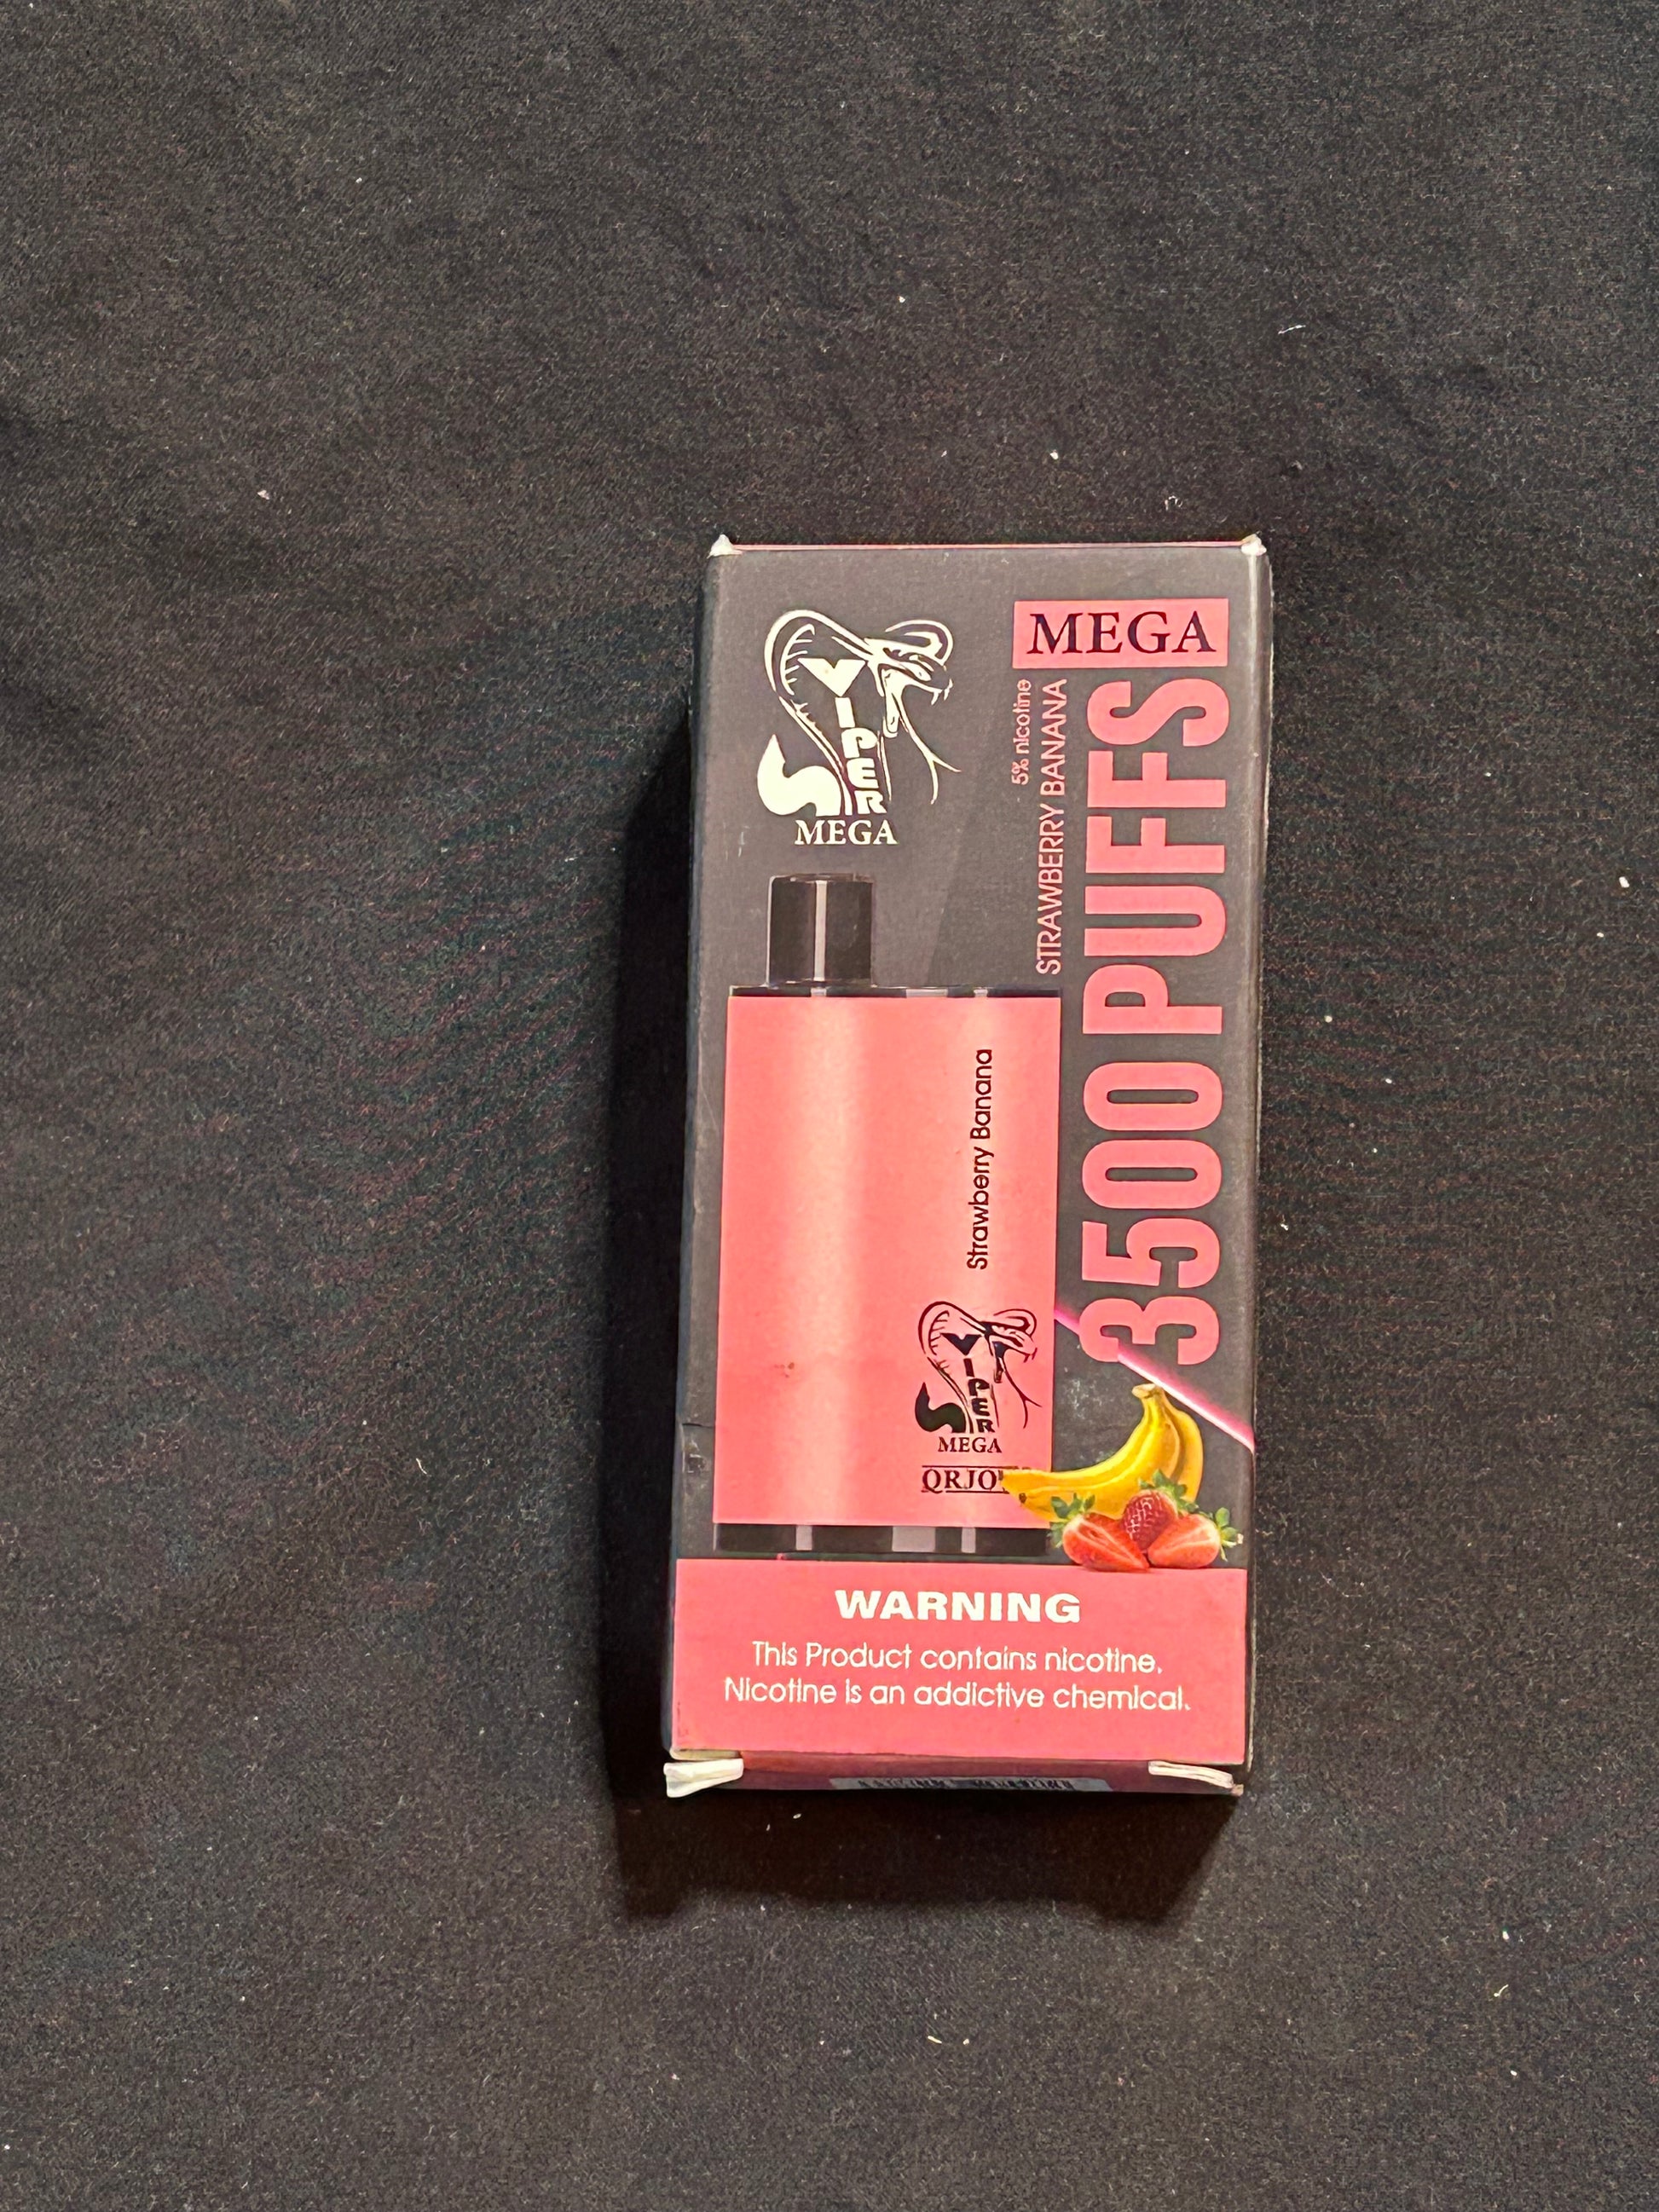 VIPER
MEGA
MEGA
5% nicotine
STRAWBERRY BANANA
3500 PUFFS
Strawberry Banana
VIPER
MEGA
WARNING
This Product contains nicotine.
Nicotine is an addictive chemical.